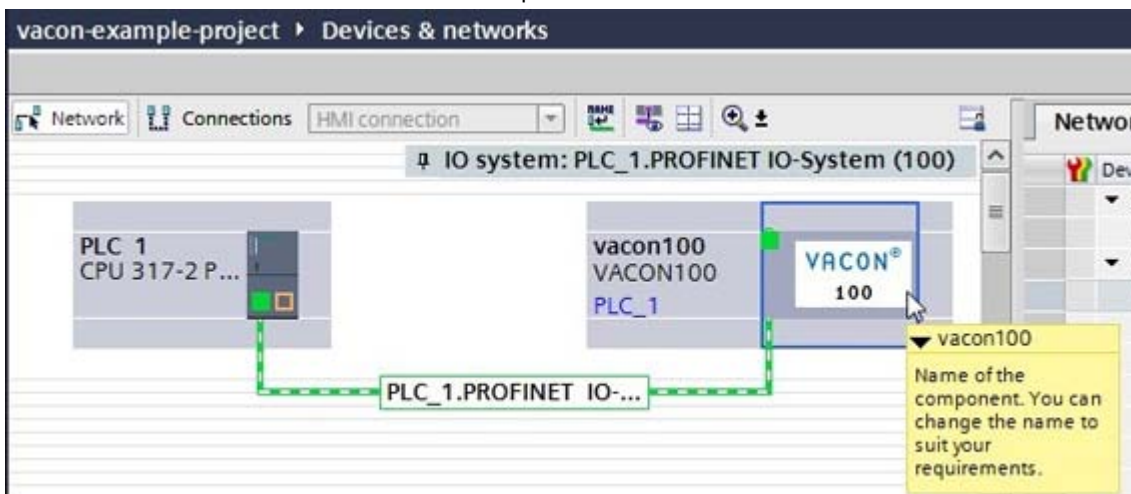 vacon-example-project ▸ Devices & networks
Network Connections HMI connection NAME ±
Networ
IO system: PLC_1.PROFINET IO-System (100)
Dev
PLC 1
CPU 317-2 P...
vacon100
VACON100
PLC_1
VACON®
100
PLC_1.PROFINET IO-...
vacon100
Name of the
component. You can
change the name to
suit your
requirements.